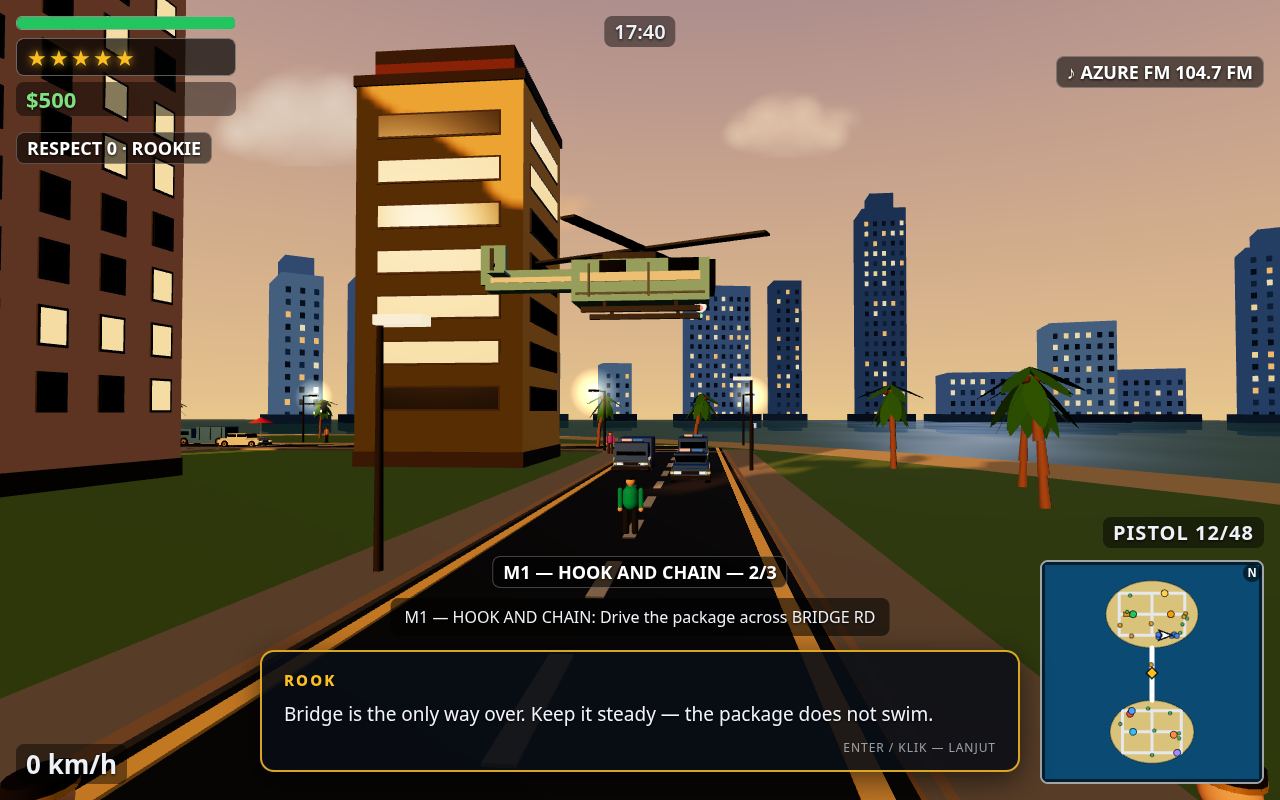 17:40
★★★★★
♪ AZURE FM 104.7 FM
$500
RESPECT 0 · ROOKIE
PISTOL 12/48
M1 — HOOK AND CHAIN — 2/3
N
M1 — HOOK AND CHAIN: Drive the package across BRIDGE RD
ROOK
Bridge is the only way over. Keep it steady — the package does not swim.
ENTER / KLIK — LANJUT
0 km/h